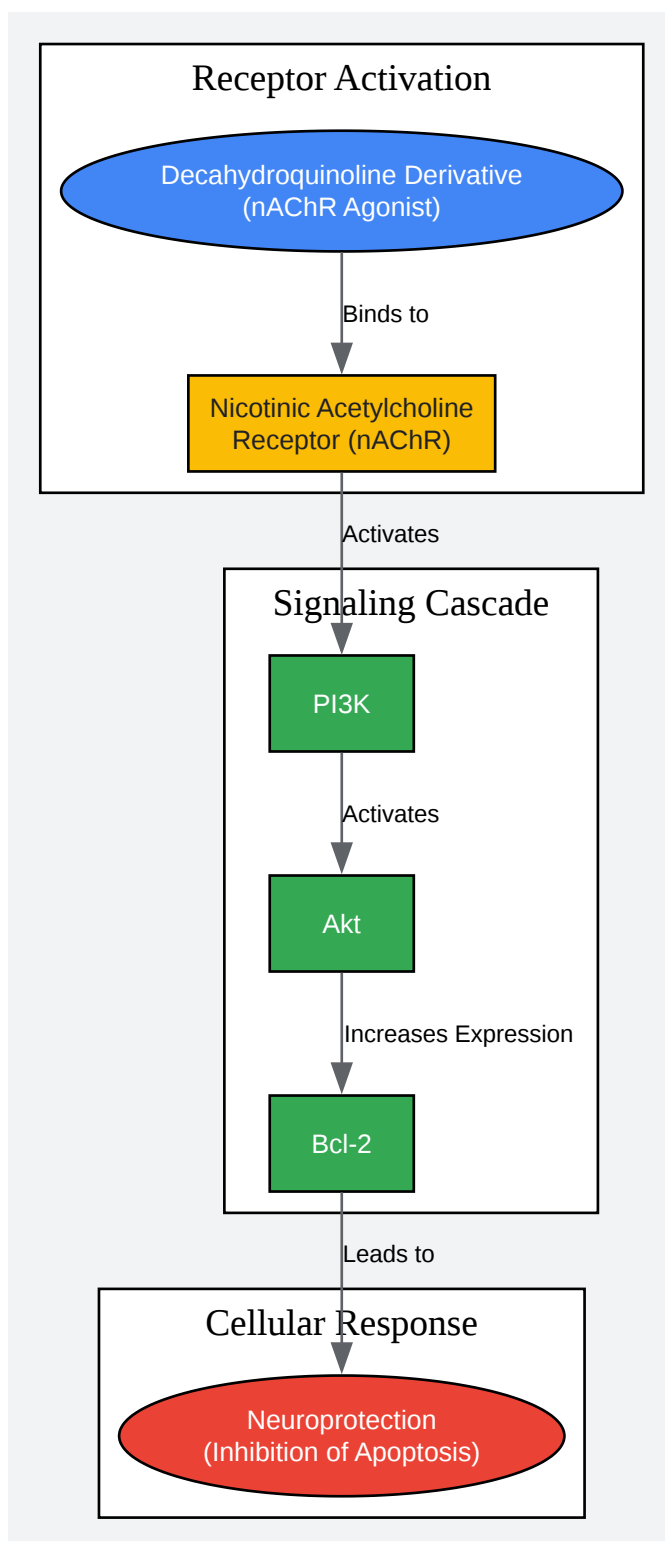 Receptor Activation
Decahydroquinoline Derivative
(nAChR Agonist)
Binds to
Nicotinic Acetylcholine
Receptor (nAChR)
Activates
Signaling Cascade
PI3K
Activates
Akt
Increases Expression
Bcl-2
Leads to
Cellular Response
Neuroprotection
(Inhibition of Apoptosis)